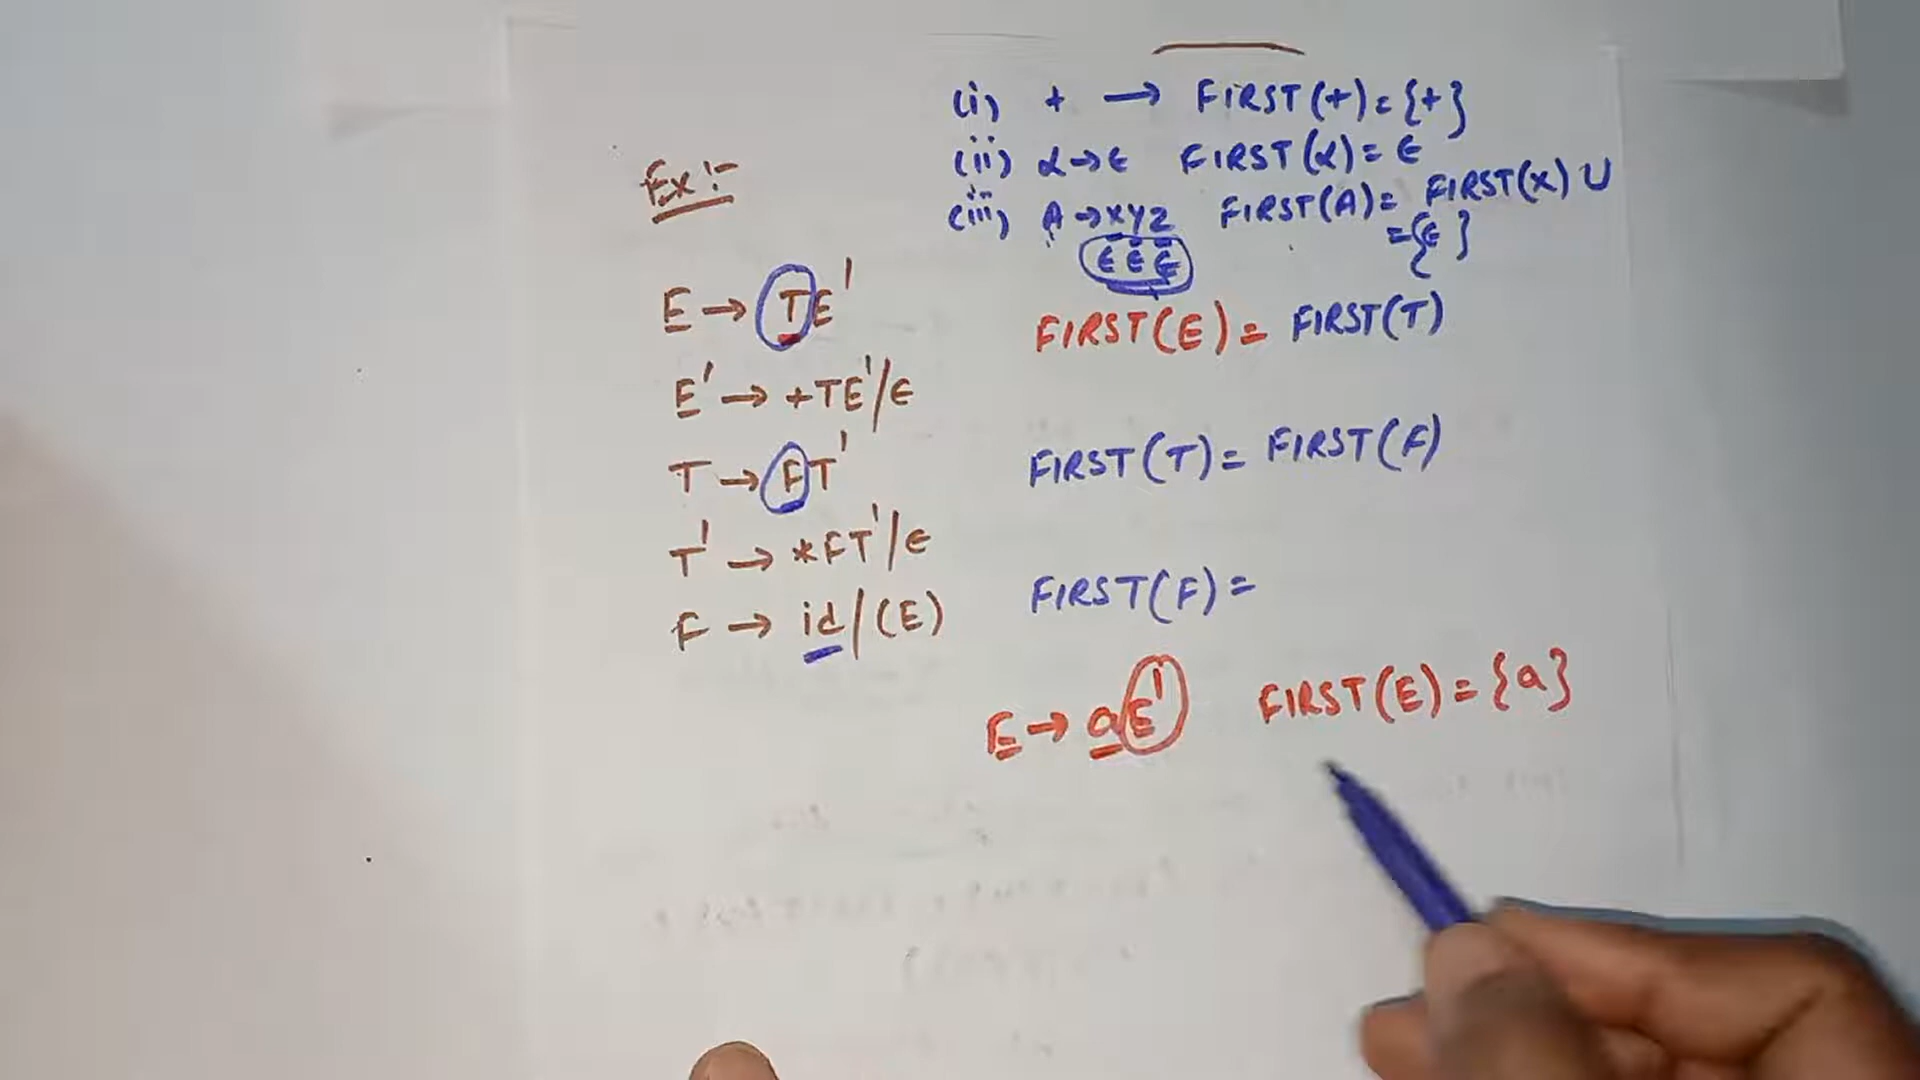 (i) + → FIRST(+) = {+}
(ii) α→ϵ FIRST(α) = ϵ
(iii) A→XYZ FIRST(A) = FIRST(X) U
ϵ ϵ ϵ = {ϵ}
Ex:-
E → TE' FIRST(E) = FIRST(T)
E' → +TE'/ϵ
T → FT' FIRST(T) = FIRST(F)
T' → *FT'/ϵ
F → id/(E) FIRST(F) =
E → aE' FIRST(E) = {a}